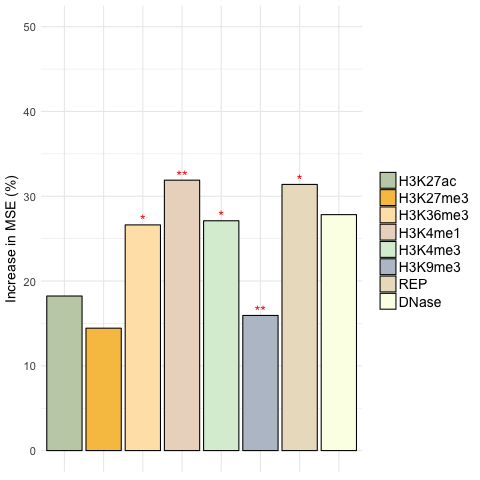 50
40
30
20
10
0
Increase in MSE (%)
*
**
*
**
*
H3K27ac
H3K27me3
H3K36me3
H3K4me1
H3K4me3
H3K9me3
REP
DNase